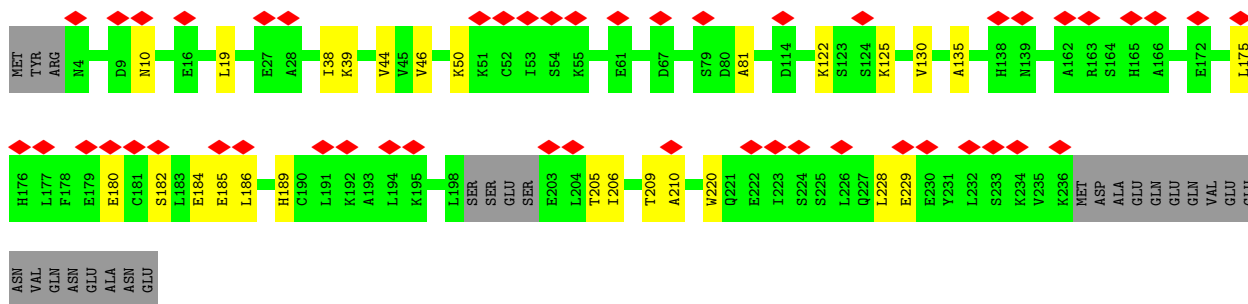 MET TYR ARG N4 D9 N10 E16 L19 E27 A28 I38 K39 V44 V45 V46 K50 K51 C52 I53 S54 K55 E61 D67 S79 D80 A81 D114 K122 S123 S124 K125 V130 A135 H138 N139 A162 R163 S164 H165 A166 E172 L175
H176 L177 F178 E179 E180 C181 S182 L183 E184 E185 L186 H189 C190 L191 K192 A193 L194 K195 L198 SER SER GLU SER E203 L204 T205 I206 T209 A210 W220 Q221 E222 I223 S224 S225 L226 Q227 L228 E229 E230 Y231 L232 S233 K234 V235 K236 MET ASP ALA GLU GLN GLU GLN VAL GLU GLU
ASN VAL GLN ASN GLU ALA ASN GLU